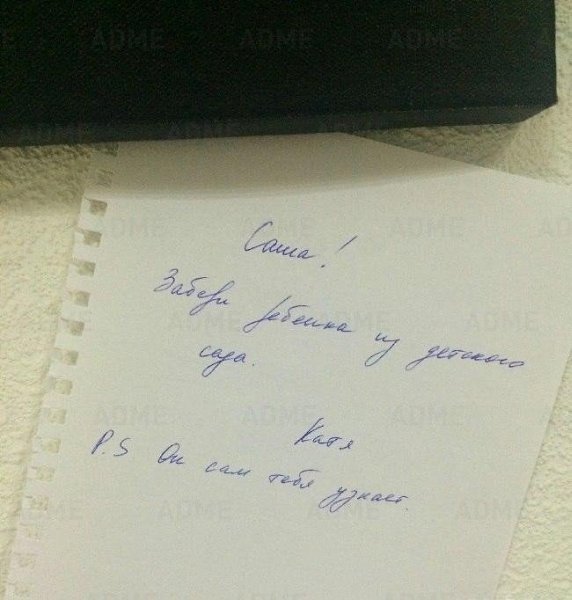 Саша!
Забери ребенка из детского
сада.
Катя
P.S Он сам тебя узнает.